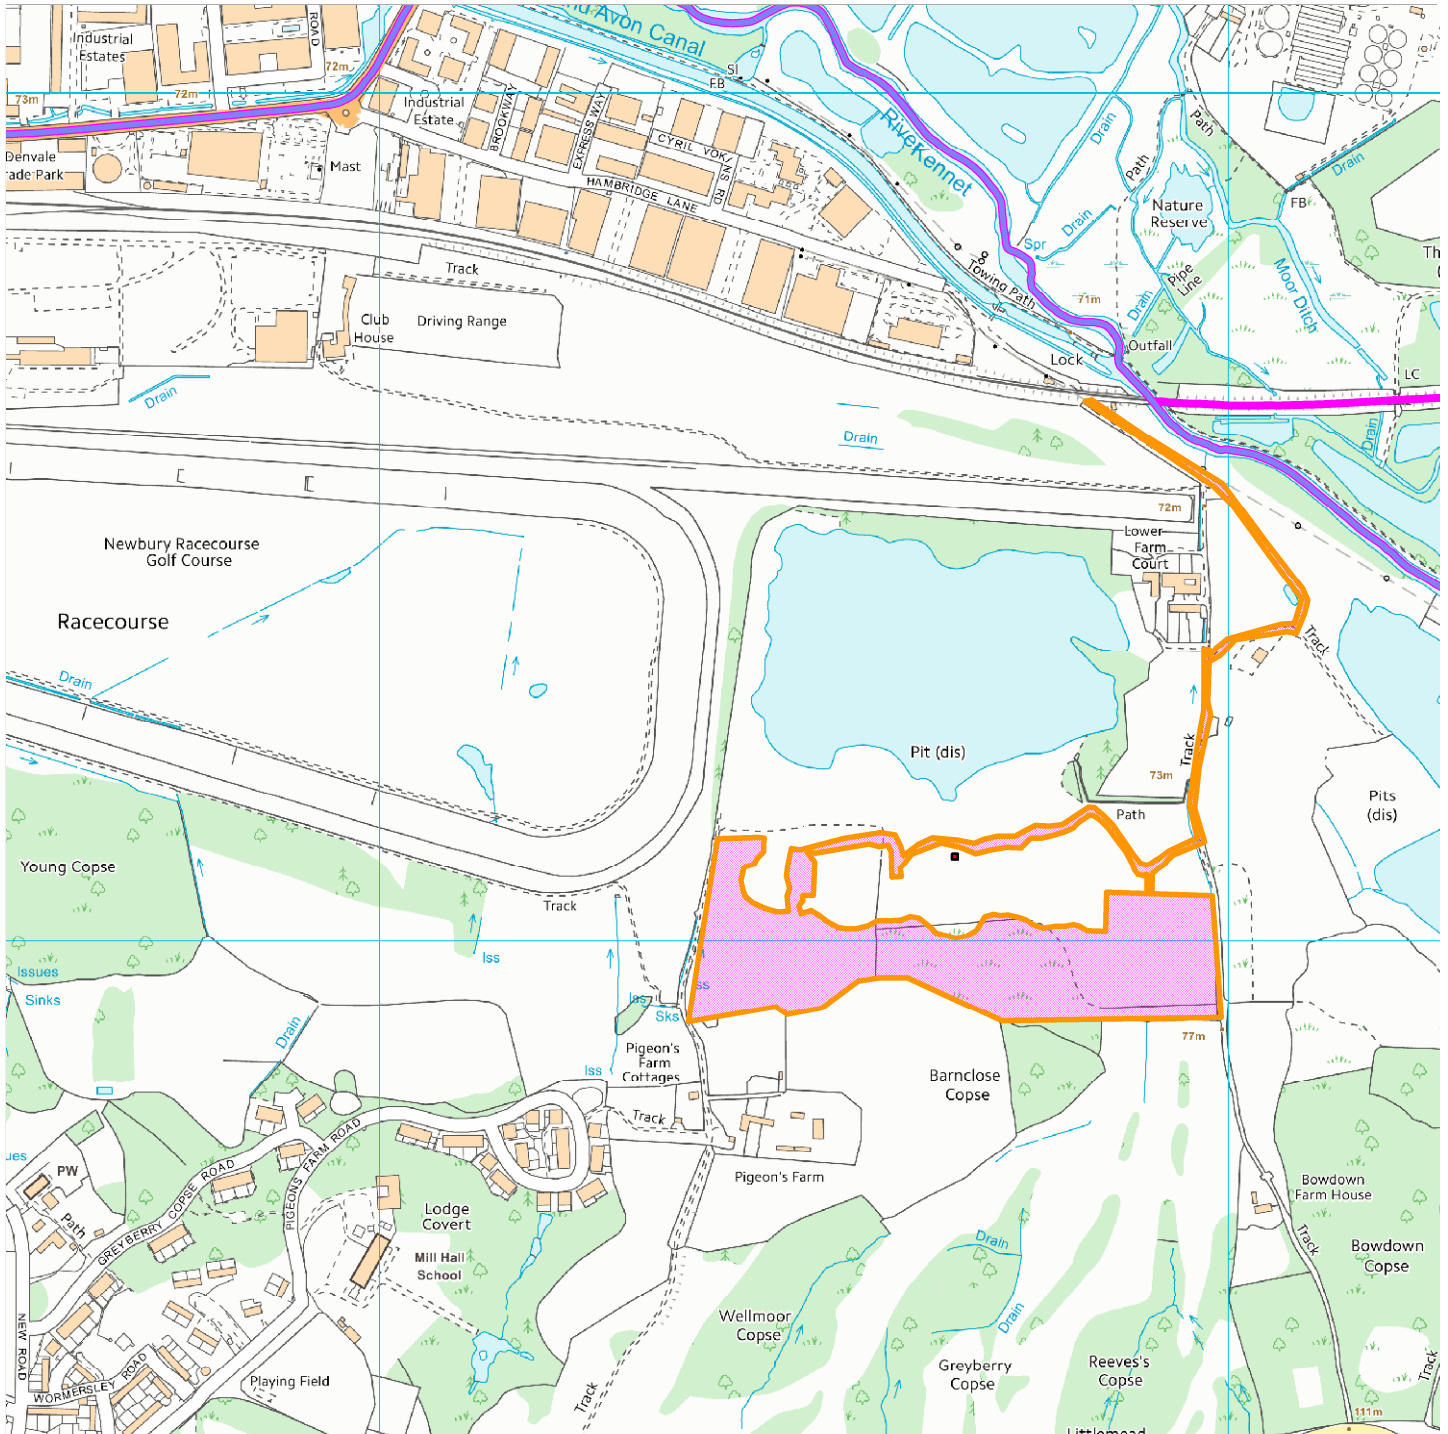 Industrial
Estates
ROAD
72m
73m
72m
Industrial
Estate
BROOKWAY
EXPRESS WAY
Avon Canal
SI
FB
CYRIL VOKINS RD
River Kennet
HAMBRIDGE LANE
Mast
Denvale
rade Park
Drain
Path
Path
Drain
FB
Nature
Reserve
Drain
Spr
Towing Path
71m
Pipe
Line
Drain
Moor Ditch
Th
Track
Club
House
Driving Range
Outfall
Lock
LC
Drain
Drain
Drain
72m
Lower
Farm
Court
Newbury Racecourse
Golf Course
Racecourse
Drain
Track
Pit (dis)
Track
73m
Path
Pits
(dis)
Young Copse
Track
Iss
Issues
Sinks
Drain
Iss
ss
Sks
Iss
77m
Pigeon's
Farm
Cottages
Track
Barnclose
Copse
PW
ues
Path
GREYBERRY COPSE ROAD
PIGEONS FARM ROAD
Pigeon's Farm
Lodge
Covert
Mill Hall
School
Bowdown
Farm House
Track
Bowdown
Copse
Drain
Drain
Wellmoor
Copse
Greyberry
Copse
Reeves's
Copse
NEW ROAD
WORMERSLEY ROAD
Playing Field
Track
Track
111m
Littlemead